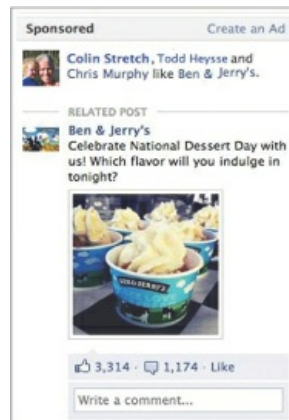 Sponsored Create an Ad
Colin Stretch, Todd Heysse and
Chris Murphy like Ben & Jerry's.
RELATED POST
Ben & Jerry's
Celebrate National Dessert Day with
us! Which flavor will you indulge in
tonight?
BEN & JERRY'S
3,314 · 1,174 · Like
Write a comment...